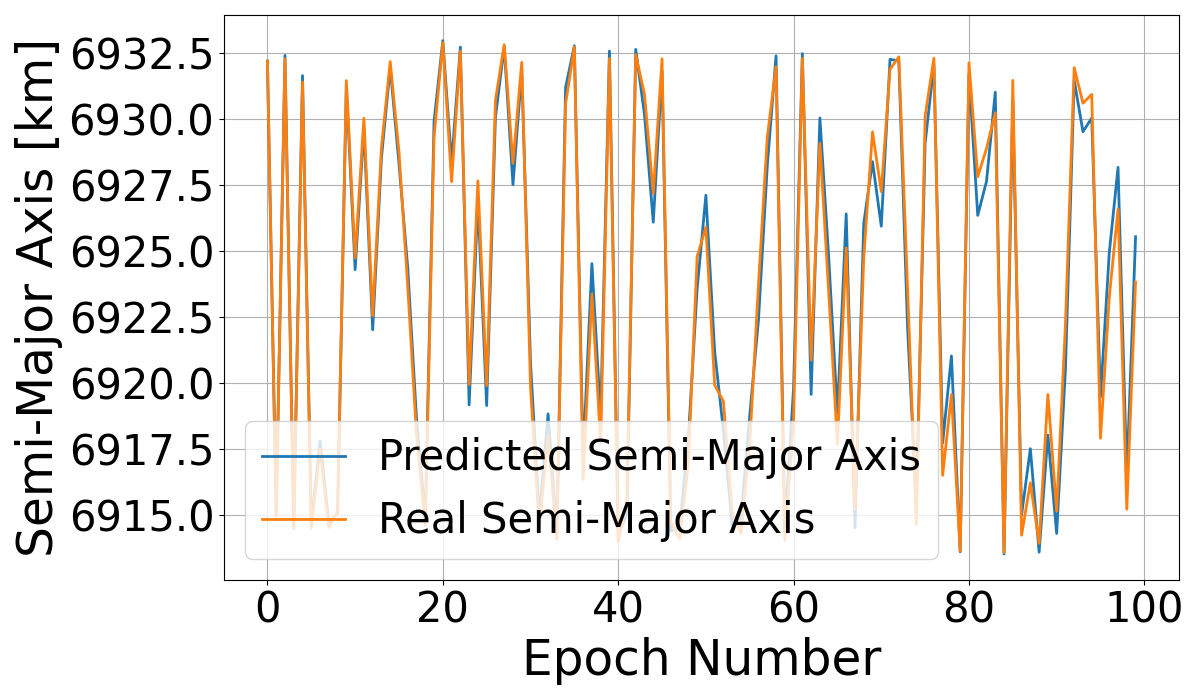 Semi-Major Axis [km]
6932.5
6930.0
6927.5
6925.0
6922.5
6920.0
6917.5
6915.0
Predicted Semi-Major Axis
Real Semi-Major Axis
0 20 40 60 80 100
Epoch Number